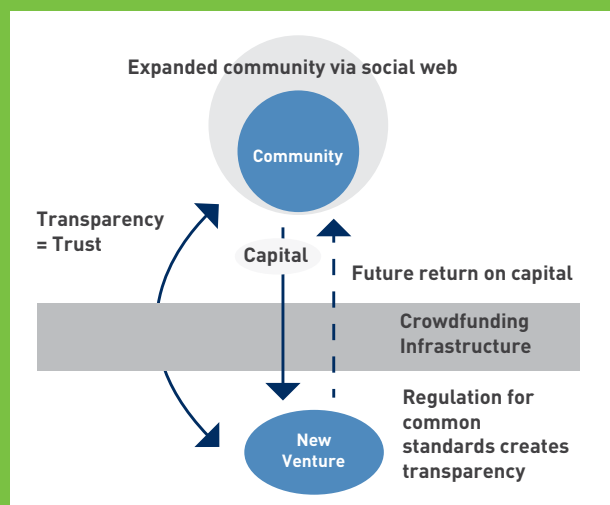 Expanded community via social web
Community
Transparency
= Trust
Capital
Future return on capital
Crowdfunding
Infrastructure
Regulation for
common
standards creates
transparency
New
Venture